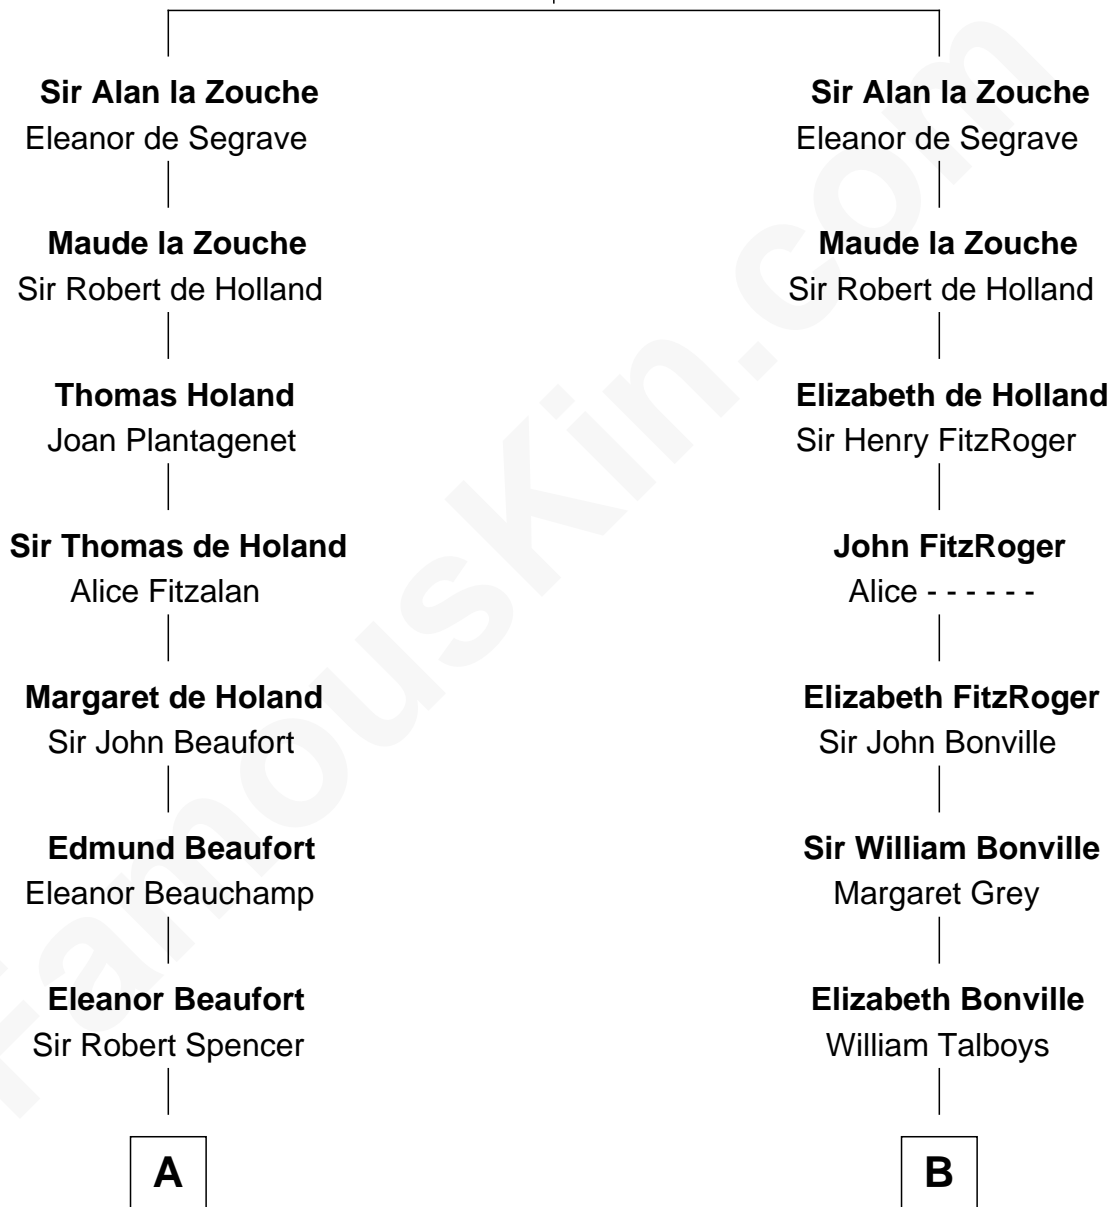 Sir Alan la Zouche
Eleanor de Segrave
Maude la Zouche
Sir Robert de Holland
Thomas Holand
Joan Plantagenet
Sir Thomas de Holand
Alice Fitzalan
Margaret de Holand
Sir John Beaufort
Edmund Beaufort
Eleanor Beauchamp
Eleanor Beaufort
Sir Robert Spencer
A
Sir Alan la Zouche
Eleanor de Segrave
Maude la Zouche
Sir Robert de Holland
Elizabeth de Holland
Sir Henry FitzRoger
John FitzRoger
Alice - - - - - -
Elizabeth FitzRoger
Sir John Bonville
Sir William Bonville
Margaret Grey
Elizabeth Bonville
William Talboys
B
FamousKin.com